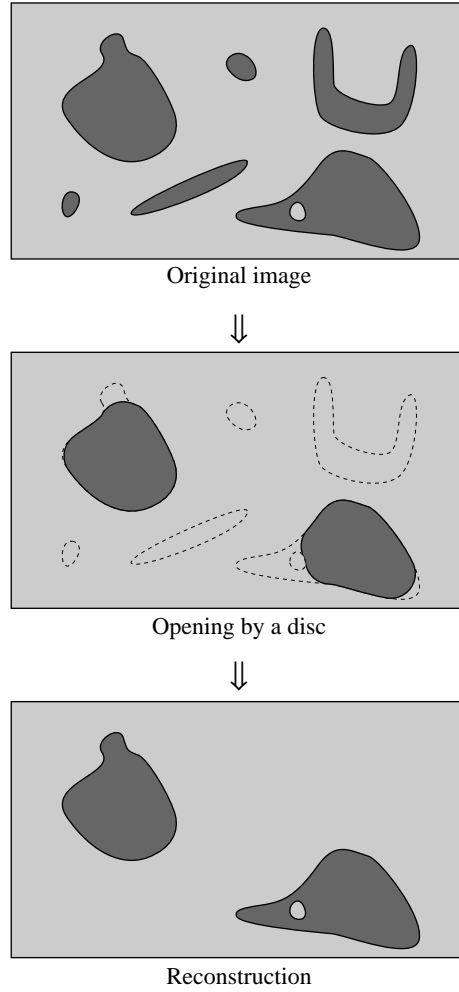 Original image
⇓
Opening by a disc
⇓
Reconstruction